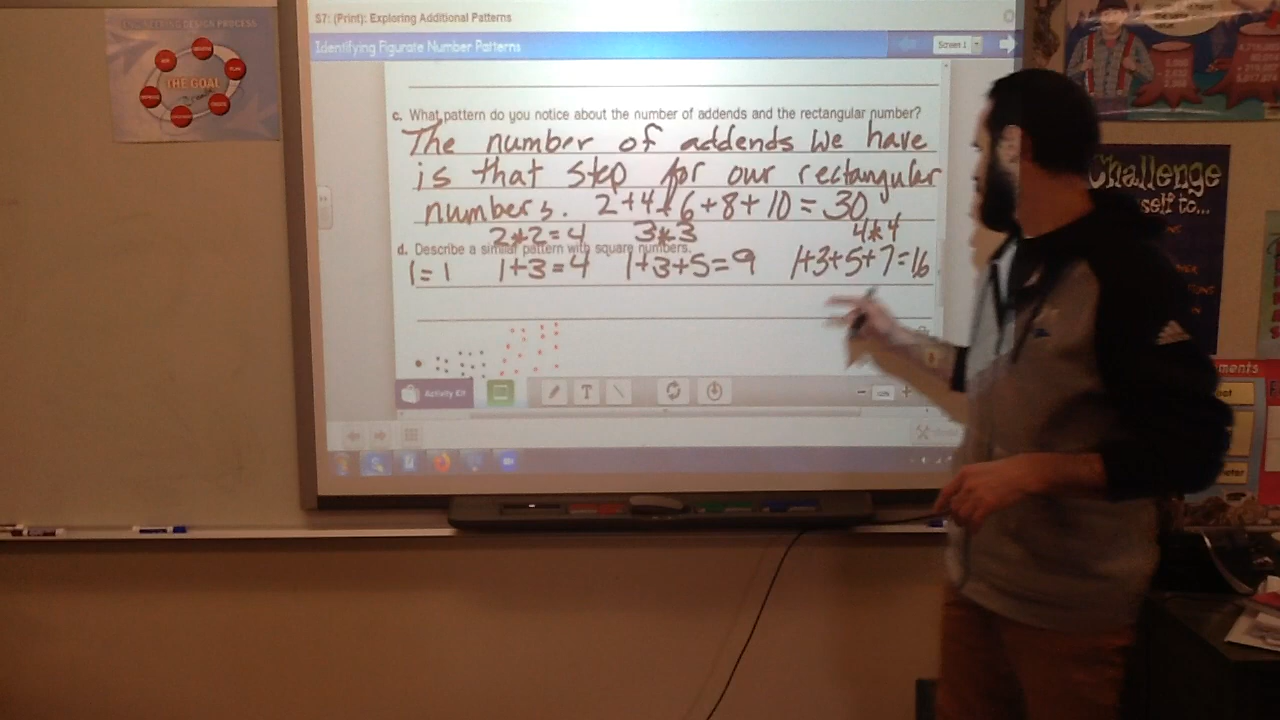 S7: (Print): Exploring Additional Patterns
Identifying Figurate Number Patterns
Screen 1
c. What pattern do you notice about the number of addends and the rectangular number?
The number of addends we have
is that step for our rectangular
numbers. 2+4+6+8+10=30
2*2=4 3*3 4*4
d. Describe a similar pattern with square numbers.
1=1 1+3=4 1+3+5=9 1+3+5+7=16
Activity Kit
T
ENGINEERING DESIGN PROCESS
THE GOAL
Challenge
self to...